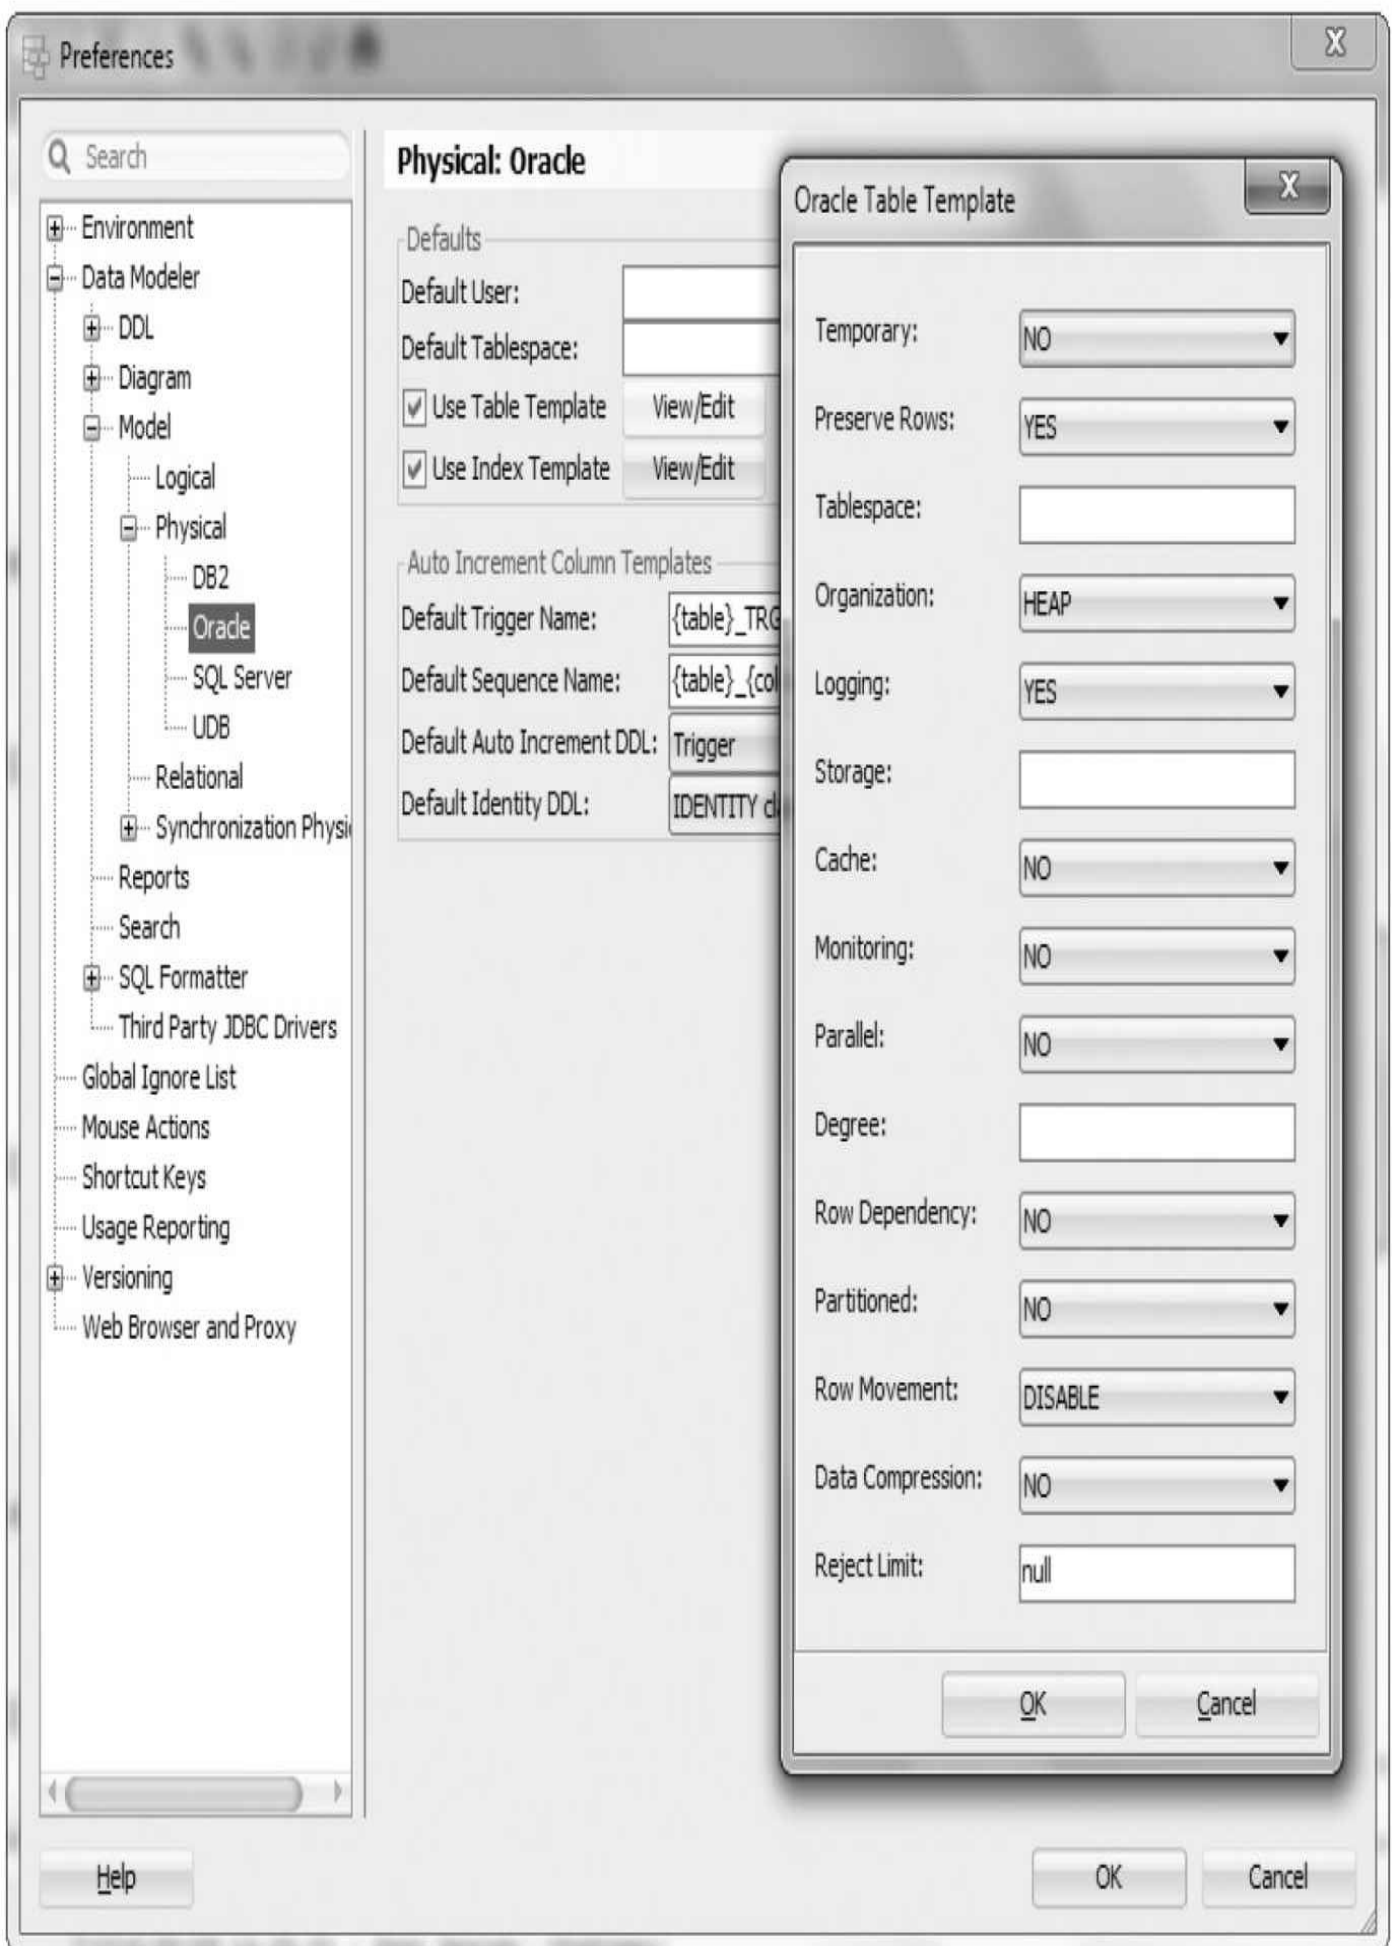 Preferences
X
Search
Environment
Data Modeler
DDL
Diagram
Model
Logical
Physical
DB2
Oracle
SQL Server
UDB
Relational
Synchronization Physi
Reports
Search
SQL Formatter
Third Party JDBC Drivers
Global Ignore List
Mouse Actions
Shortcut Keys
Usage Reporting
Versioning
Web Browser and Proxy
Physical: Oracle
Defaults
Default User:
Default Tablespace:
Use Table Template View/Edit
Use Index Template View/Edit
Auto Increment Column Templates
Default Trigger Name: {table}_TRG
Default Sequence Name: {table}_{col
Default Auto Increment DDL: Trigger
Default Identity DDL: IDENTITY cl
Oracle Table Template
X
Temporary: NO
Preserve Rows: YES
Tablespace:
Organization: HEAP
Logging: YES
Storage:
Cache: NO
Monitoring: NO
Parallel: NO
Degree:
Row Dependency: NO
Partitioned: NO
Row Movement: DISABLE
Data Compression: NO
Reject Limit: null
OK Cancel
Help OK Cancel